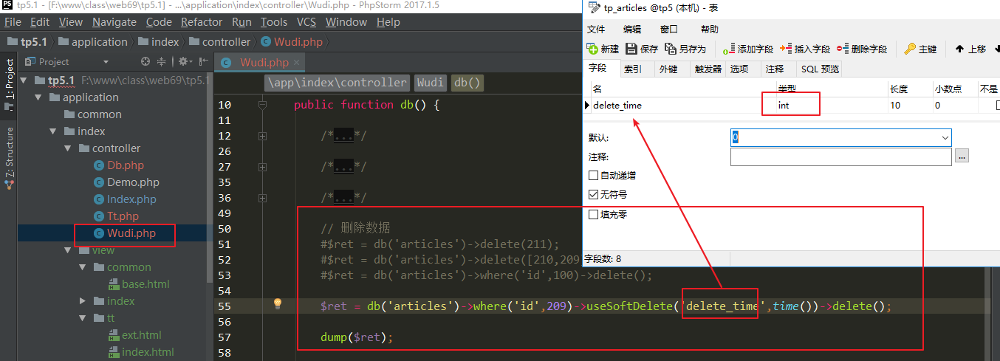 tp5.1 - [F:\www\class\web69\tp5.1] - ...\application\index\controller\Wudi.php - PhpStorm 2017.1.5
File Edit View Navigate Code Refactor Run Tools VCS Window Help
tp5.1 application index controller Wudi.php
Project
Wudi.php ×
1: Project
Z: Structure
tp5.1 F:\www\class\web69\tp5.1
application
common
index
controller
Db.php
Demo.php
Index.php
Tt.php
Wudi.php
view
common
base.html
index
tt
ext.html
index.html
\app\index\controller Wudi db()
10 public function db() {
11
12 /*...*/
26
27 /*...*/
35
36 /*...*/
49
50 // 删除数据
51 #$ret = db('articles')->delete(211);
52 #$ret = db('articles')->delete([210,209
53 #$ret = db('articles')->where('id',100)->delete();
54
55 $ret = db('articles')->where('id',209)->useSoftDelete('delete_time',time())->delete();
56
57 dump($ret);
58
tp_articles @tp5 (本机) - 表
文件 编辑 窗口 帮助
新建 保存 另存为 添加字段 插入字段 删除字段 主键 上移
字段 索引 外键 触发器 选项 注释 SQL 预览
名 类型 长度 小数点 不是
delete_time int 10 0
默认: 0
注释: ...
自动递增
无符号
填充零
字段数: 8